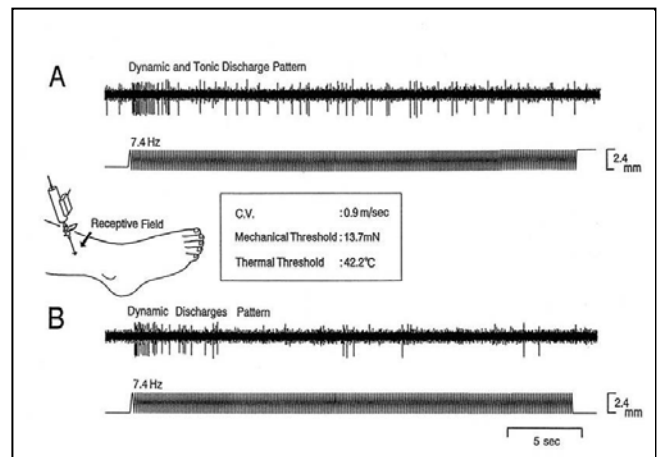 A
Dynamic and Tonic Discharge Pattern
7.4 Hz
2.4
mm
Receptive Field
C.V. : 0.9 m/sec
Mechanical Threshold : 13.7mN
Thermal Threshold : 42.2℃
B
Dynamic Discharges Pattern
7.4 Hz
2.4
mm
5 sec